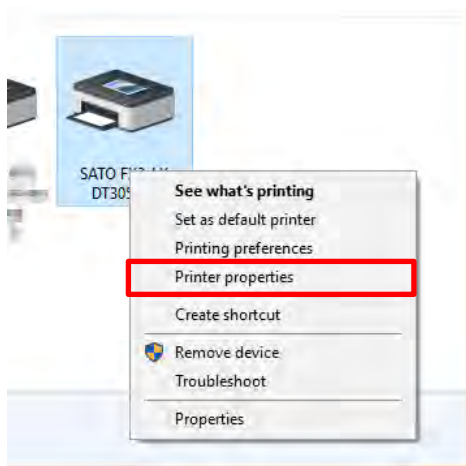 SATO
DT305
See what's printing
Set as default printer
Printing preferences
Printer properties
Create shortcut
Remove device
Troubleshoot
Properties